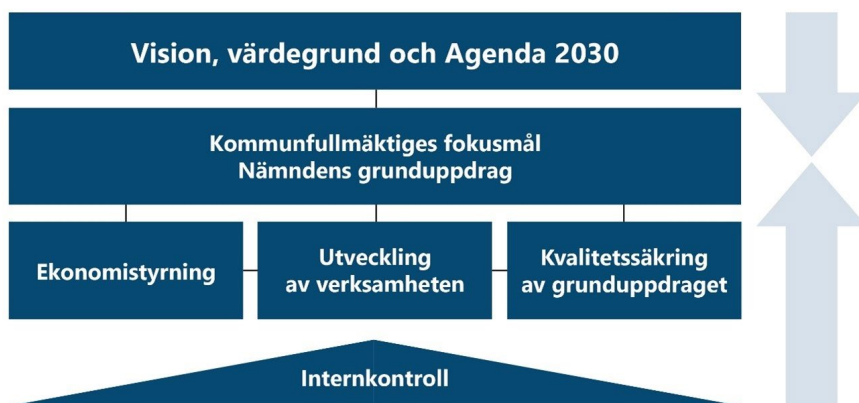 Vision, värdegrund och Agenda 2030
Kommunfullmäktiges fokusmål
Nämndens grunduppdrag
Ekonomistyrning
Utveckling
av verksamheten
Kvalitetssäkring
av grunduppdraget
Internkontroll